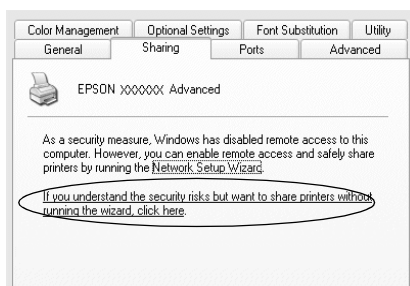 Color Management Optional Settings Font Substitution Utility
General Sharing Ports Advanced
EPSON XXXXXX Advanced
As a security measure, Windows has disabled remote access to this
computer. However, you can enable remote access and safely share
printers by running the Network Setup Wizard.
If you understand the security risks but want to share printers without
running the wizard, click here.